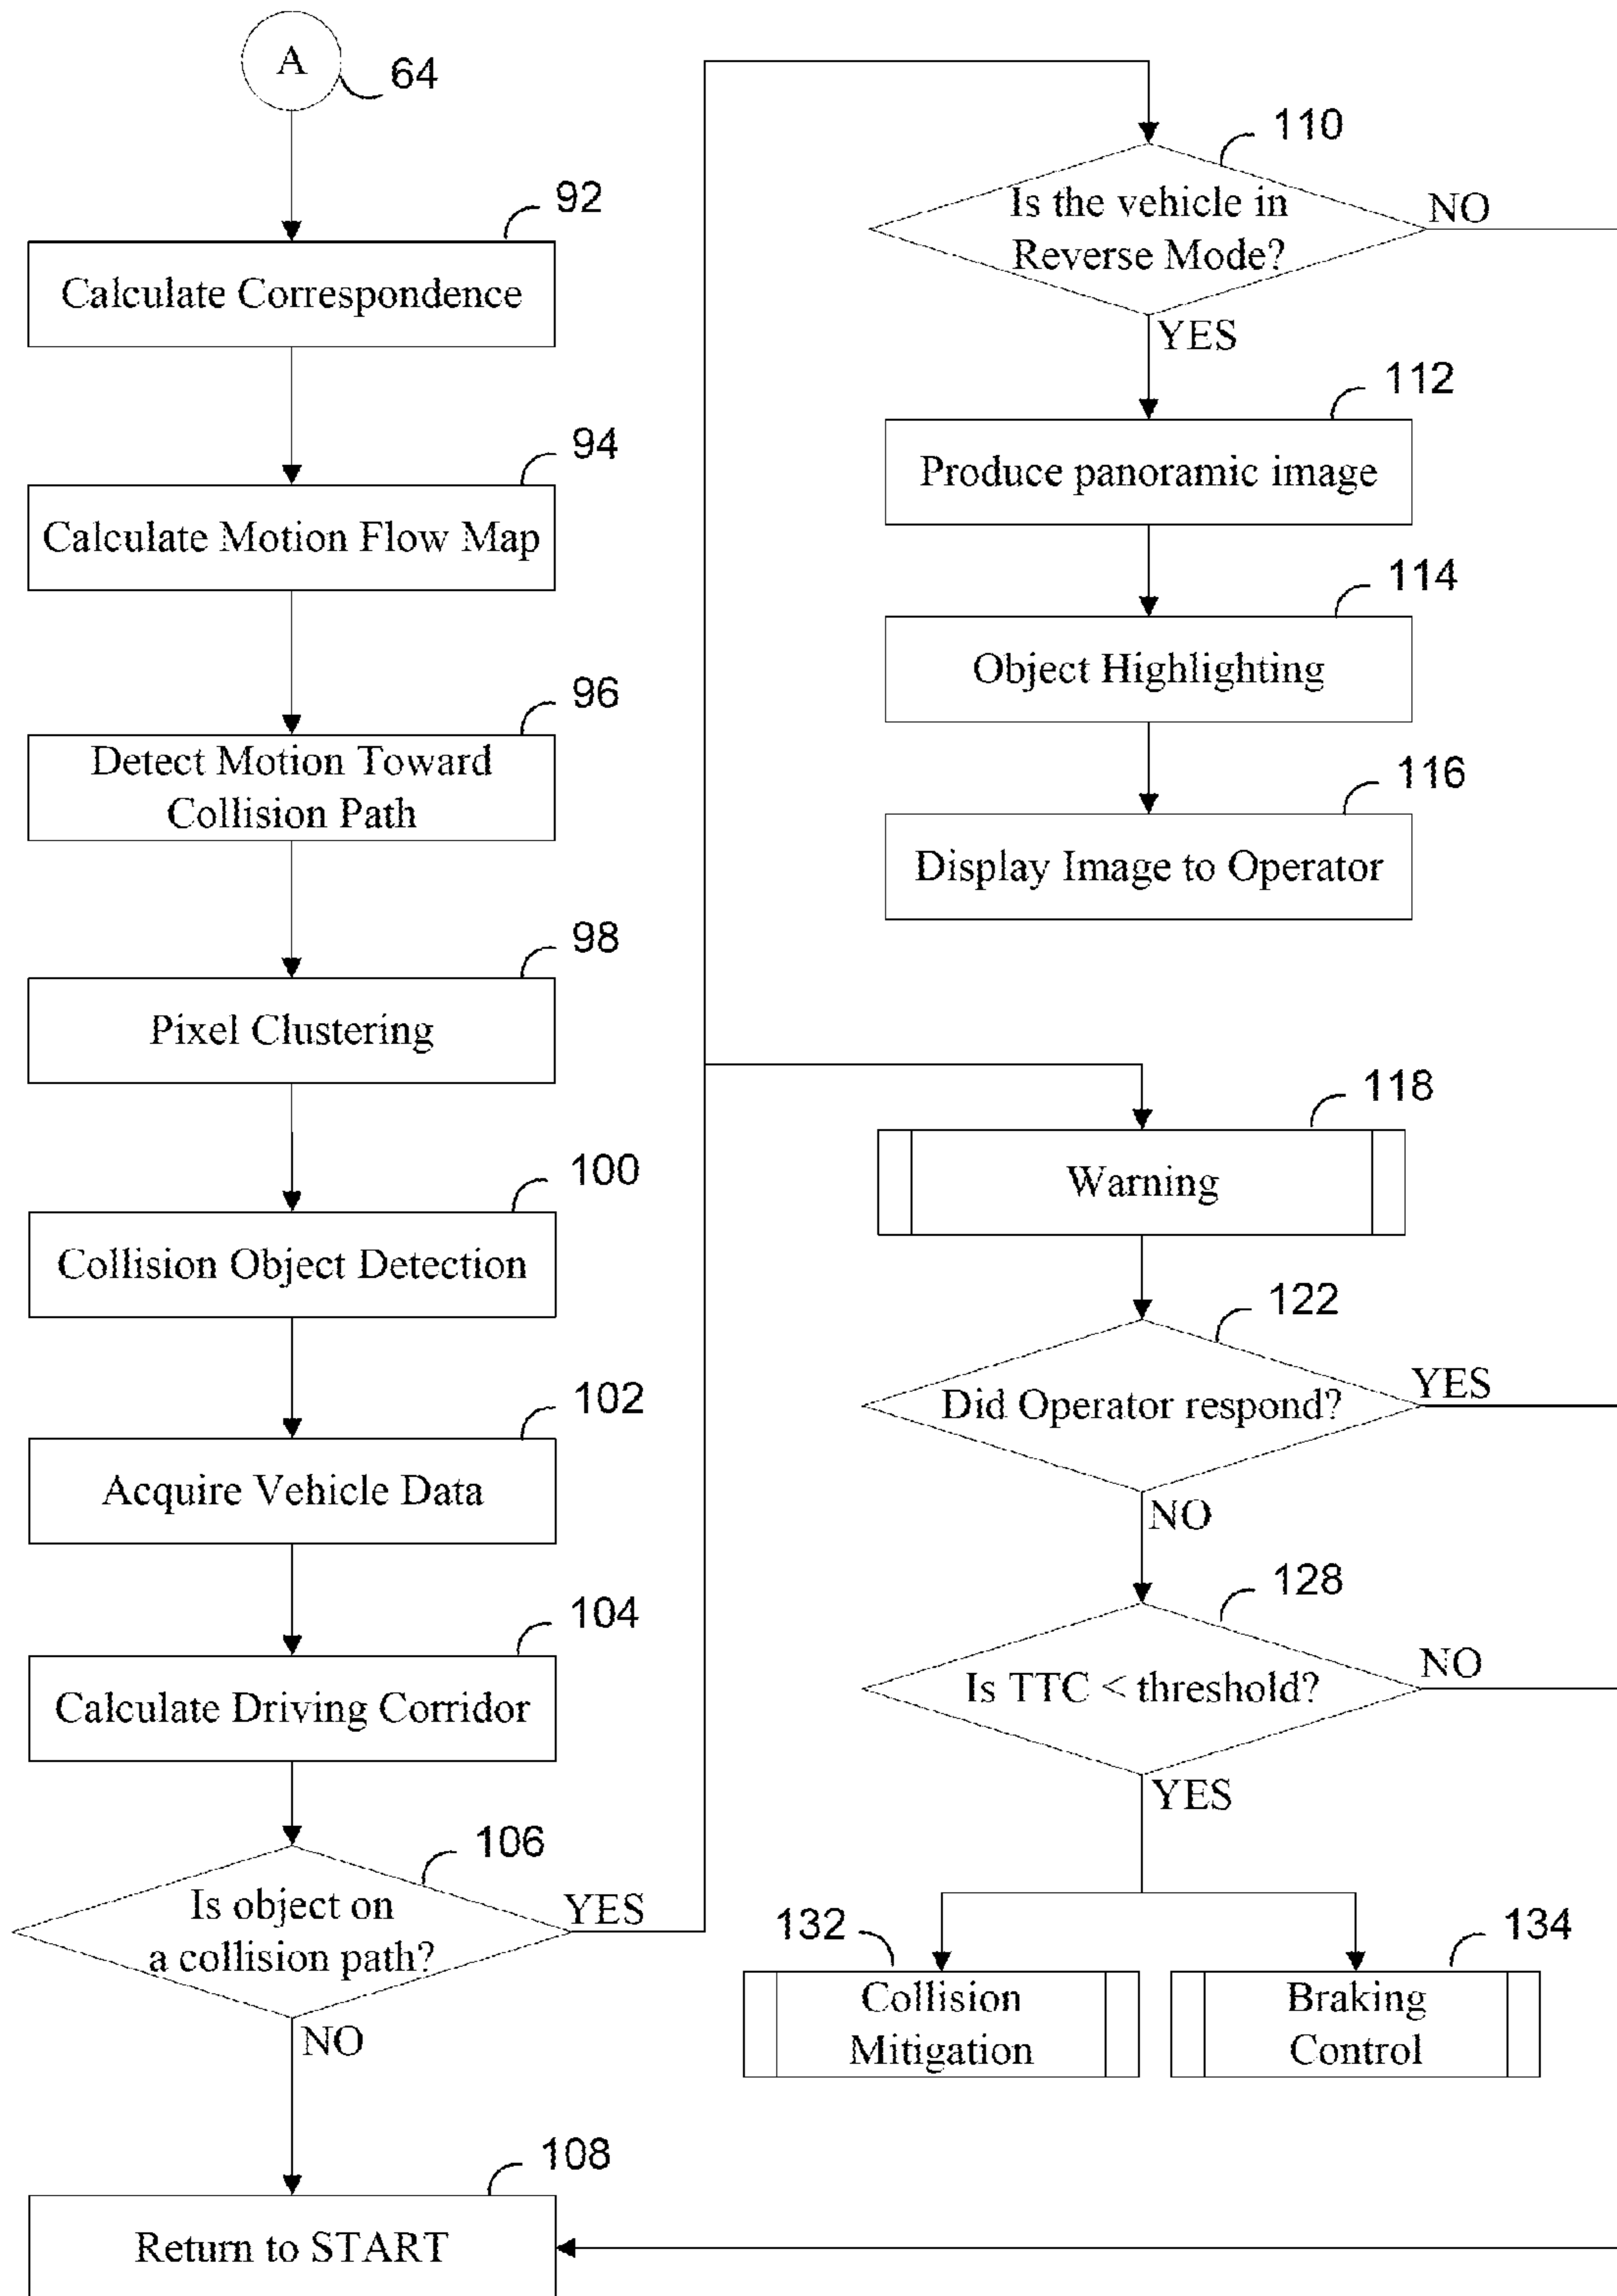 A
64
92
Calculate Correspondence
94
Calculate Motion Flow Map
96
Detect Motion Toward
Collision Path
98
Pixel Clustering
100
Collision Object Detection
102
Acquire Vehicle Data
104
Calculate Driving Corridor
106
Is object on
a collision path?
YES
NO
108
Return to START
110
Is the vehicle in
Reverse Mode?
NO
YES
112
Produce panoramic image
114
Object Highlighting
116
Display Image to Operator
118
Warning
122
Did Operator respond?
YES
NO
128
Is TTC < threshold?
NO
YES
132
Collision
Mitigation
134
Braking
Control